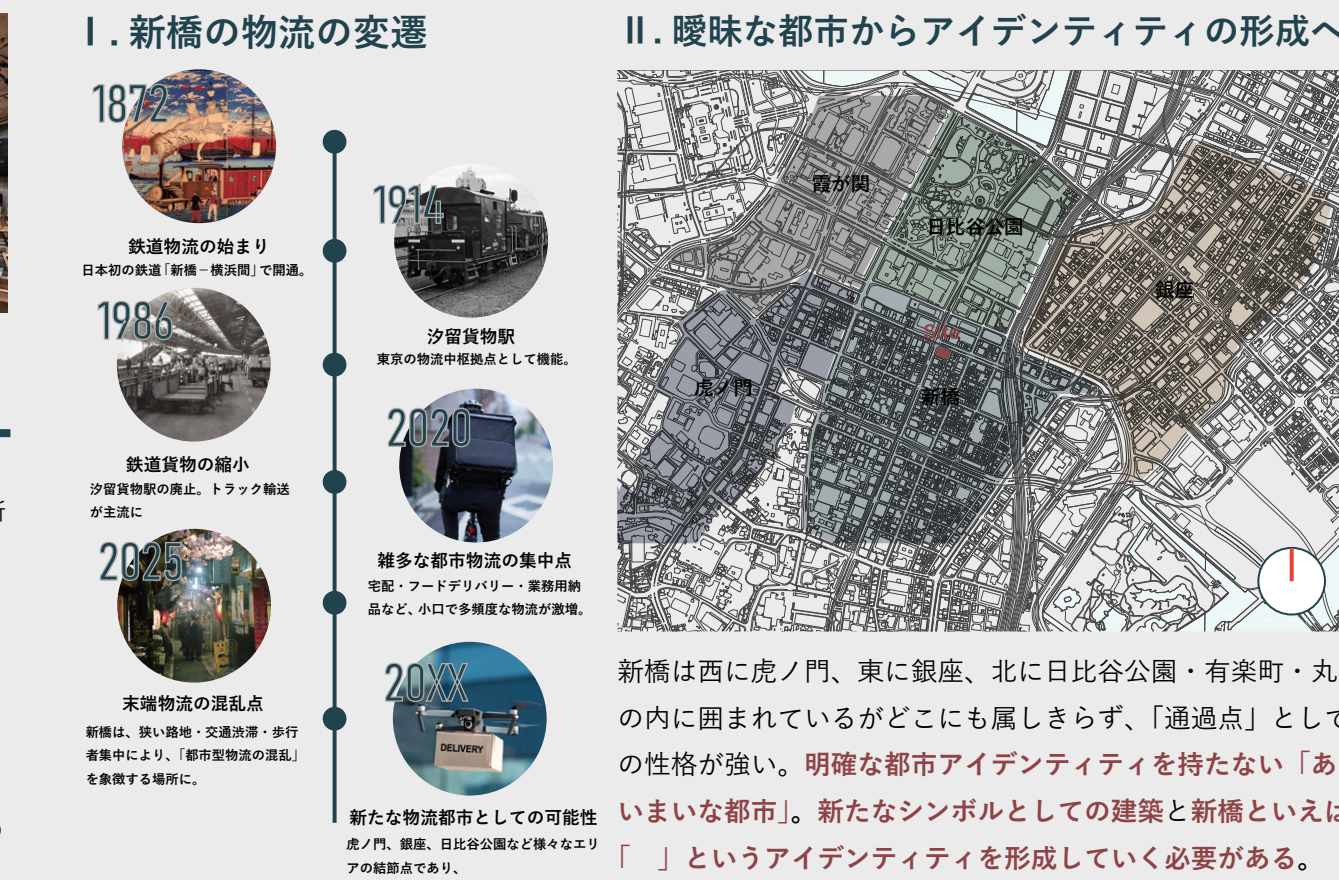 Ⅰ. 新橋の物流の変遷
1872
鉄道物流の始まり
日本初の鉄道「新橋－横浜間」で開通。
1914
汐留貨物駅
東京の物流中枢拠点として機能。
1986
鉄道貨物の縮小
汐留貨物駅の廃止。トラック輸送
が主流に
2020
雑多な都市物流の集中点
宅配・フードデリバリー・業務用納
品など、小口で多頻度な物流が激増。
2025
末端物流の混乱点
新橋は、狭い路地・交通渋滞・歩行
者集中により、「都市型物流の混乱」
を象徴する場所に。
20XX
DELIVERY
新たな物流都市としての可能性
虎ノ門、銀座、日比谷公園など様々なエリ
アの結節点であり、
Ⅱ. 曖昧な都市からアイデンティティの形成へ
霞が関
日比谷公園
銀座
Site
虎ノ門
新橋
新橋は西に虎ノ門、東に銀座、北に日比谷公園・有楽町・丸
の内に囲まれているがどこにも属しきらず、「通過点」として
の性格が強い。明確な都市アイデンティティを持たない「あ
いまいな都市」。新たなシンボルとしての建築と新橋といえば
「　」というアイデンティティを形成していく必要がある。